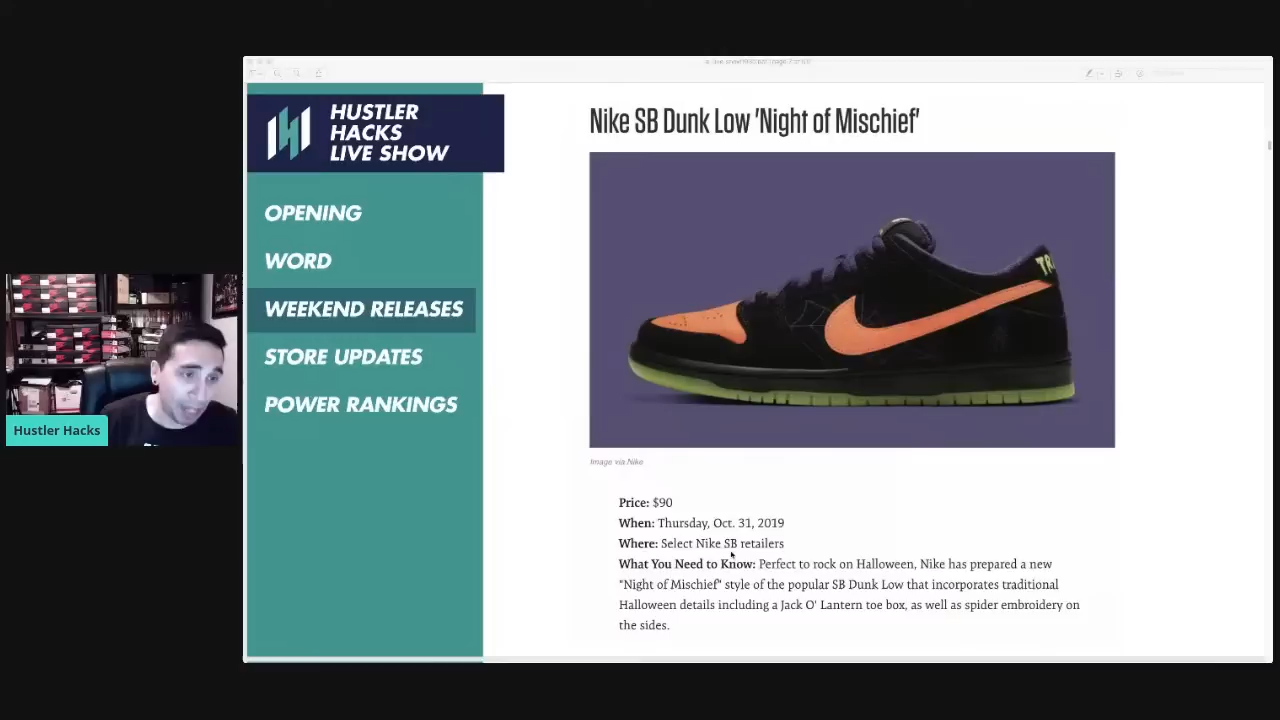 HUSTLER
HACKS
LIVE SHOW
OPENING
WORD
WEEKEND RELEASES
STORE UPDATES
POWER RANKINGS
Hustler Hacks
Nike SB Dunk Low 'Night of Mischief'
TR
Image via Nike
Price: $90
When: Thursday, Oct. 31, 2019
Where: Select Nike SB retailers
What You Need to Know: Perfect to rock on Halloween, Nike has prepared a new
"Night of Mischief" style of the popular SB Dunk Low that incorporates traditional
Halloween details including a Jack O' Lantern toe box, as well as spider embroidery on
the sides.